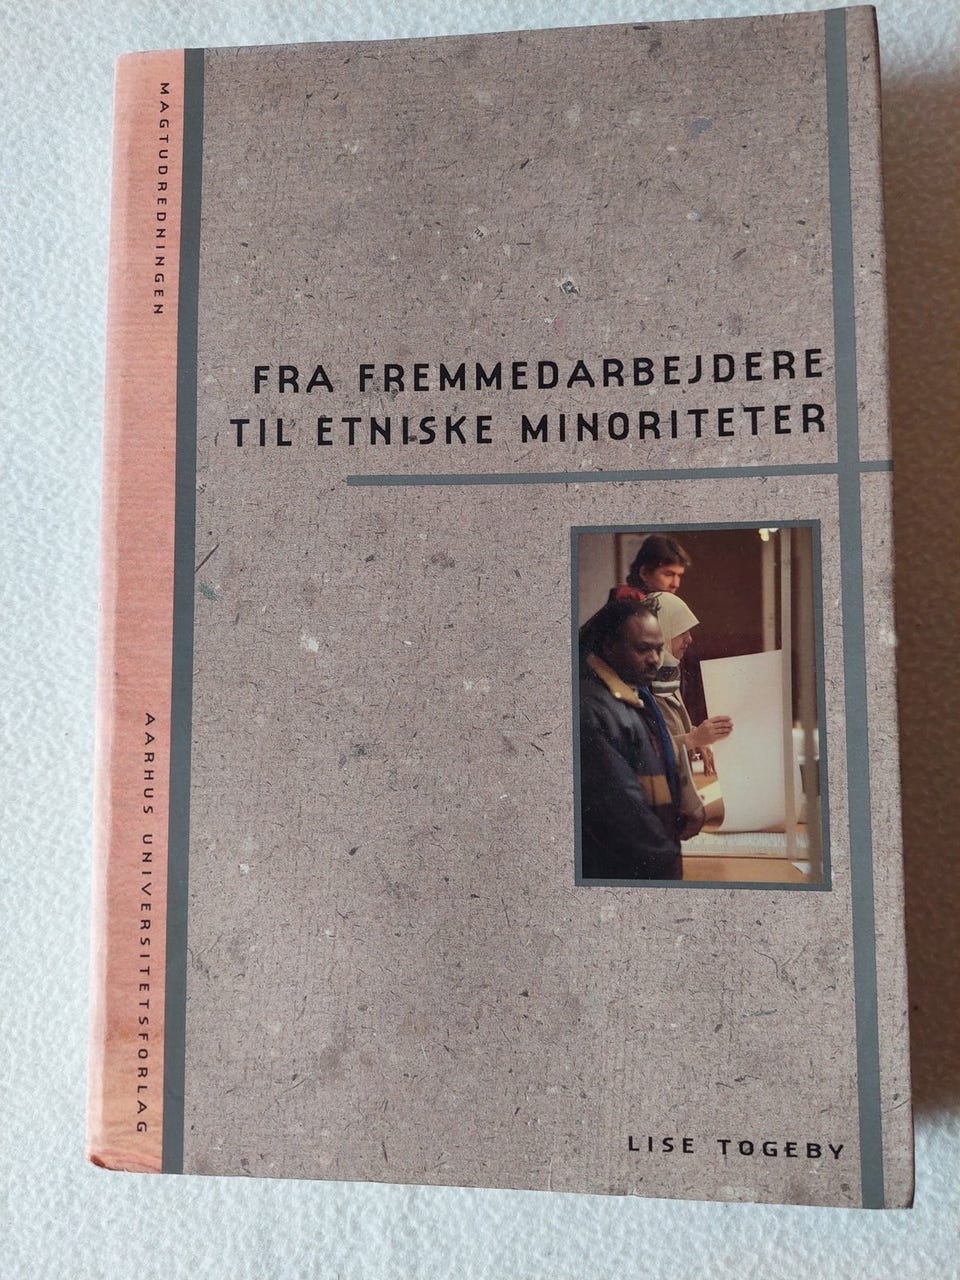 MAGTUDREDNINGEN
FRA FREMMEDARBEJDERE
TIL ETNISKE MINORITETER
AARHUS UNIVERSITETSFORLAG
LISE TOGEBY